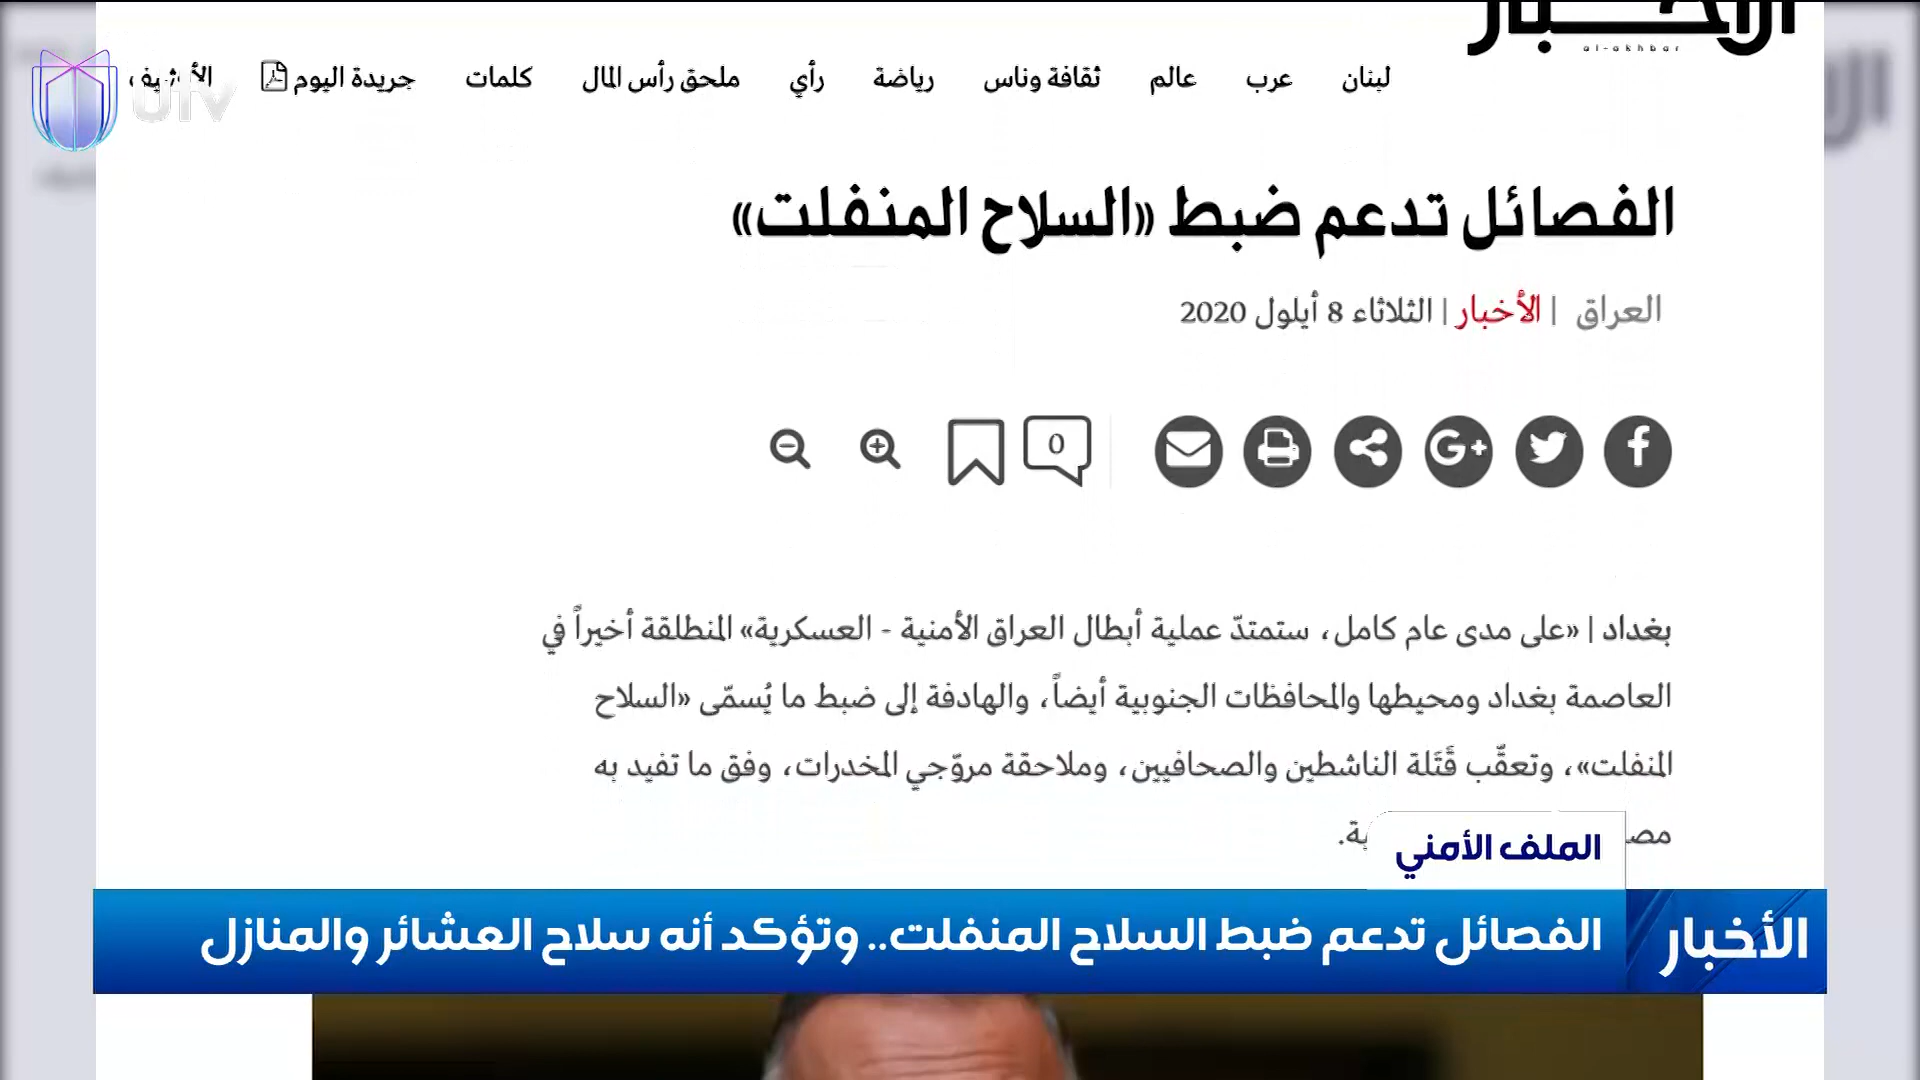 الأخبار
al-akhbar
لبنان عرب عالم ثقافة وناس رياضة رأي ملحق رأس المال كلمات جريدة اليوم
UTV
الفصائل تدعم ضبط «السلاح المنفلت»
العراق | الأخبار | الثلاثاء 8 أيلول 2020
0
بغداد | «على مدى عام كامل، ستمتدّ عملية أبطال العراق الأمنية - العسكرية» المنطلقة أخيراً في
العاصمة بغداد ومحيطها والمحافظات الجنوبية أيضاً، والهادفة إلى ضبط ما يُسمّى «السلاح
المنفلت»، وتعقّب قَتَلة الناشطين والصحافيين، وملاحقة مروّجي المخدرات، وفق ما تفيد به
الملف الأمني
الأخبار
الفصائل تدعم ضبط السلاح المنفلت.. وتؤكد أنه سلاح العشائر والمنازل